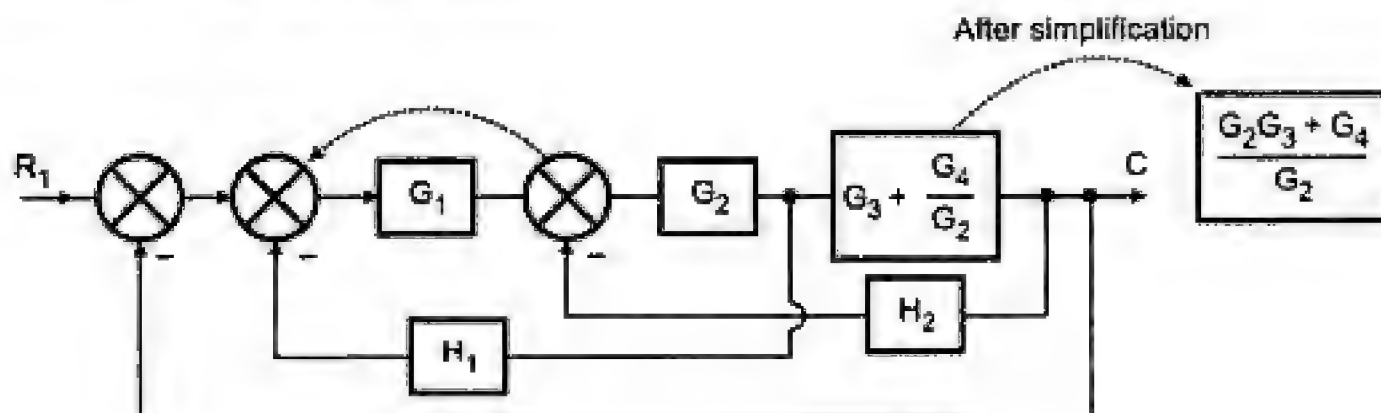 After simplification
R₁
G₁
G₂
G₃ + G₄/G₂
C
(G₂G₃ + G₄)/G₂
−
−
−
H₂
H₁